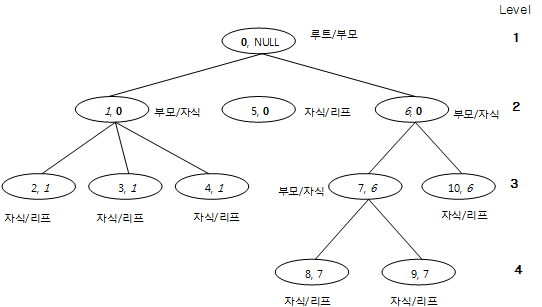 Level
0, NULL
루트/부모
1
1, 0
부모/자식
5, 0
자식/리프
6, 0
부모/자식
2
2, 1
3, 1
4, 1
부모/자식
7, 6
10, 6
3
자식/리프
자식/리프
자식/리프
자식/리프
8, 7
9, 7
4
자식/리프
자식/리프